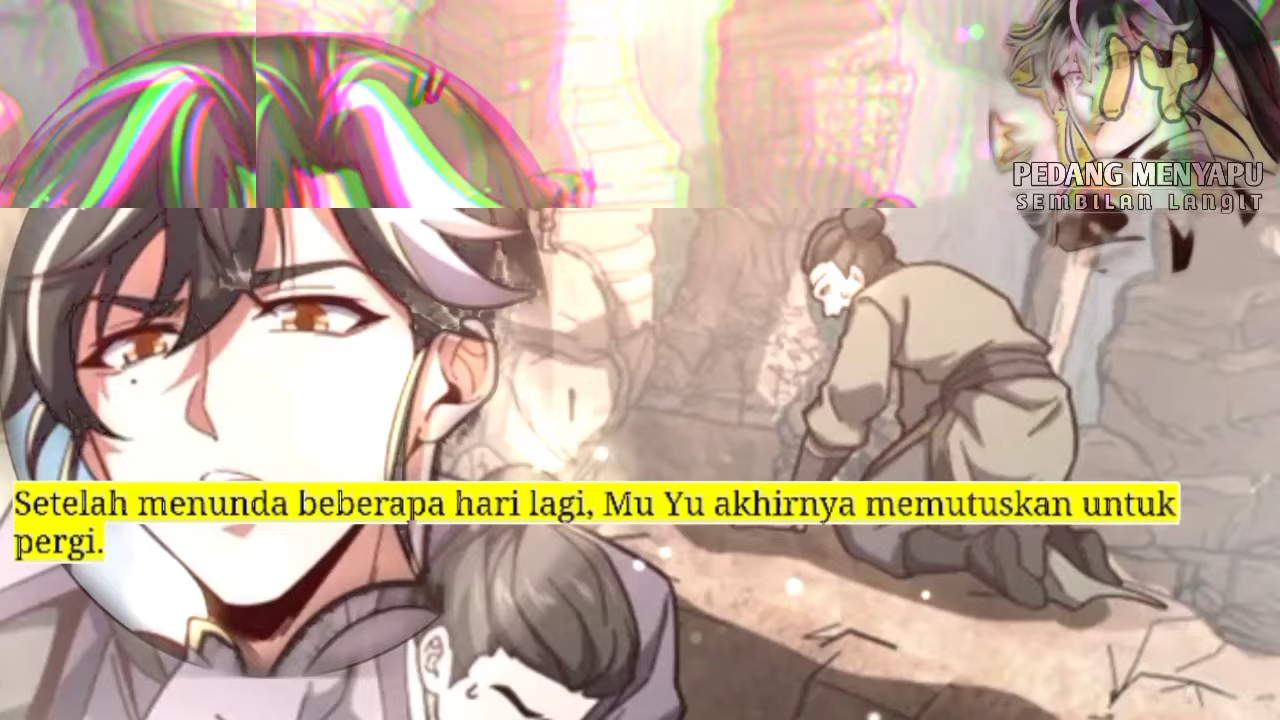 PEDANG MENYAPU
SEMBILAN LANGIT
Setelah menunda beberapa hari lagi, Mu Yu akhirnya memutuskan untuk
pergi.